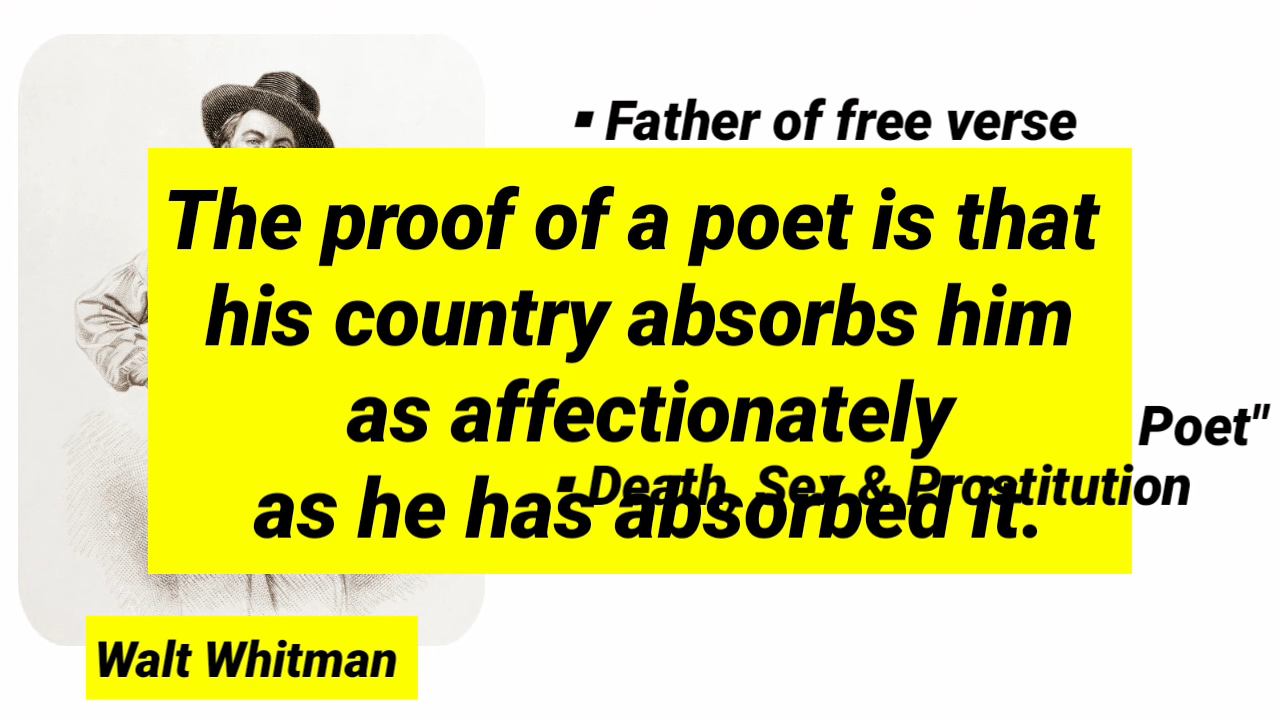 ▪ Father of free verse
The proof of a poet is that
his country absorbs him
as affectionately
as he has absorbed it.
Poet"
▪ Death, Sex & Prostitution
Walt Whitman